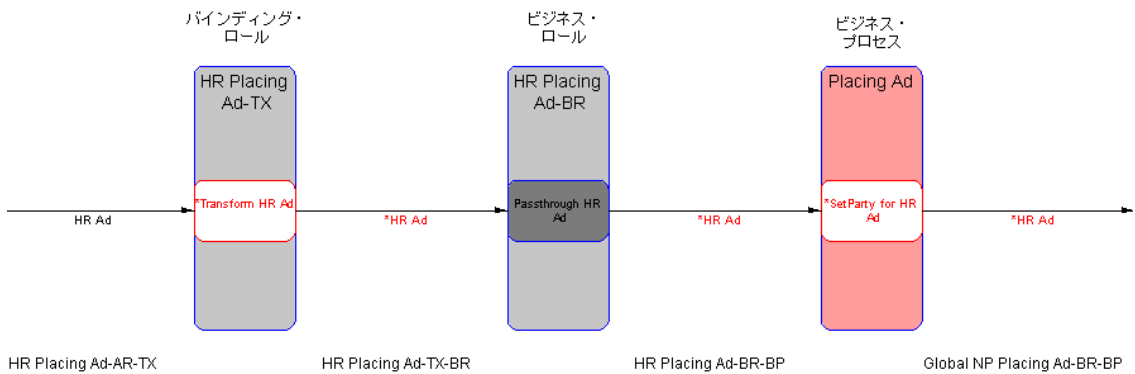 バインディング・
ロール
ビジネス・
ロール
ビジネス・
プロセス
HR Placing
Ad-TX
HR Placing
Ad-BR
Placing Ad
*Transform HR Ad
Passthrough HR
Ad
*SetParty for HR
Ad
HR Ad
*HR Ad
*HR Ad
*HR Ad
HR Placing Ad-AR-TX
HR Placing Ad-TX-BR
HR Placing Ad-BR-BP
Global NP Placing Ad-BR-BP